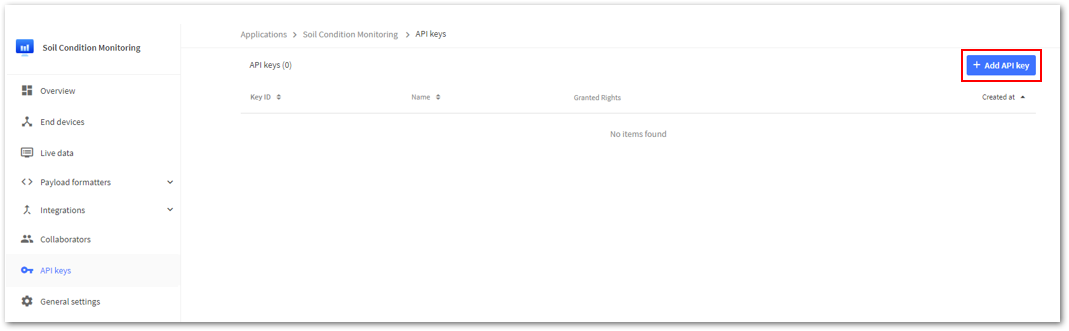 Soil Condition Monitoring
Overview
End devices
Live data
Payload formatters
Integrations
Collaborators
API keys
General settings
Applications > Soil Condition Monitoring > API keys
API keys (0)
+ Add API key
Key ID Name Granted Rights Created at
No items found